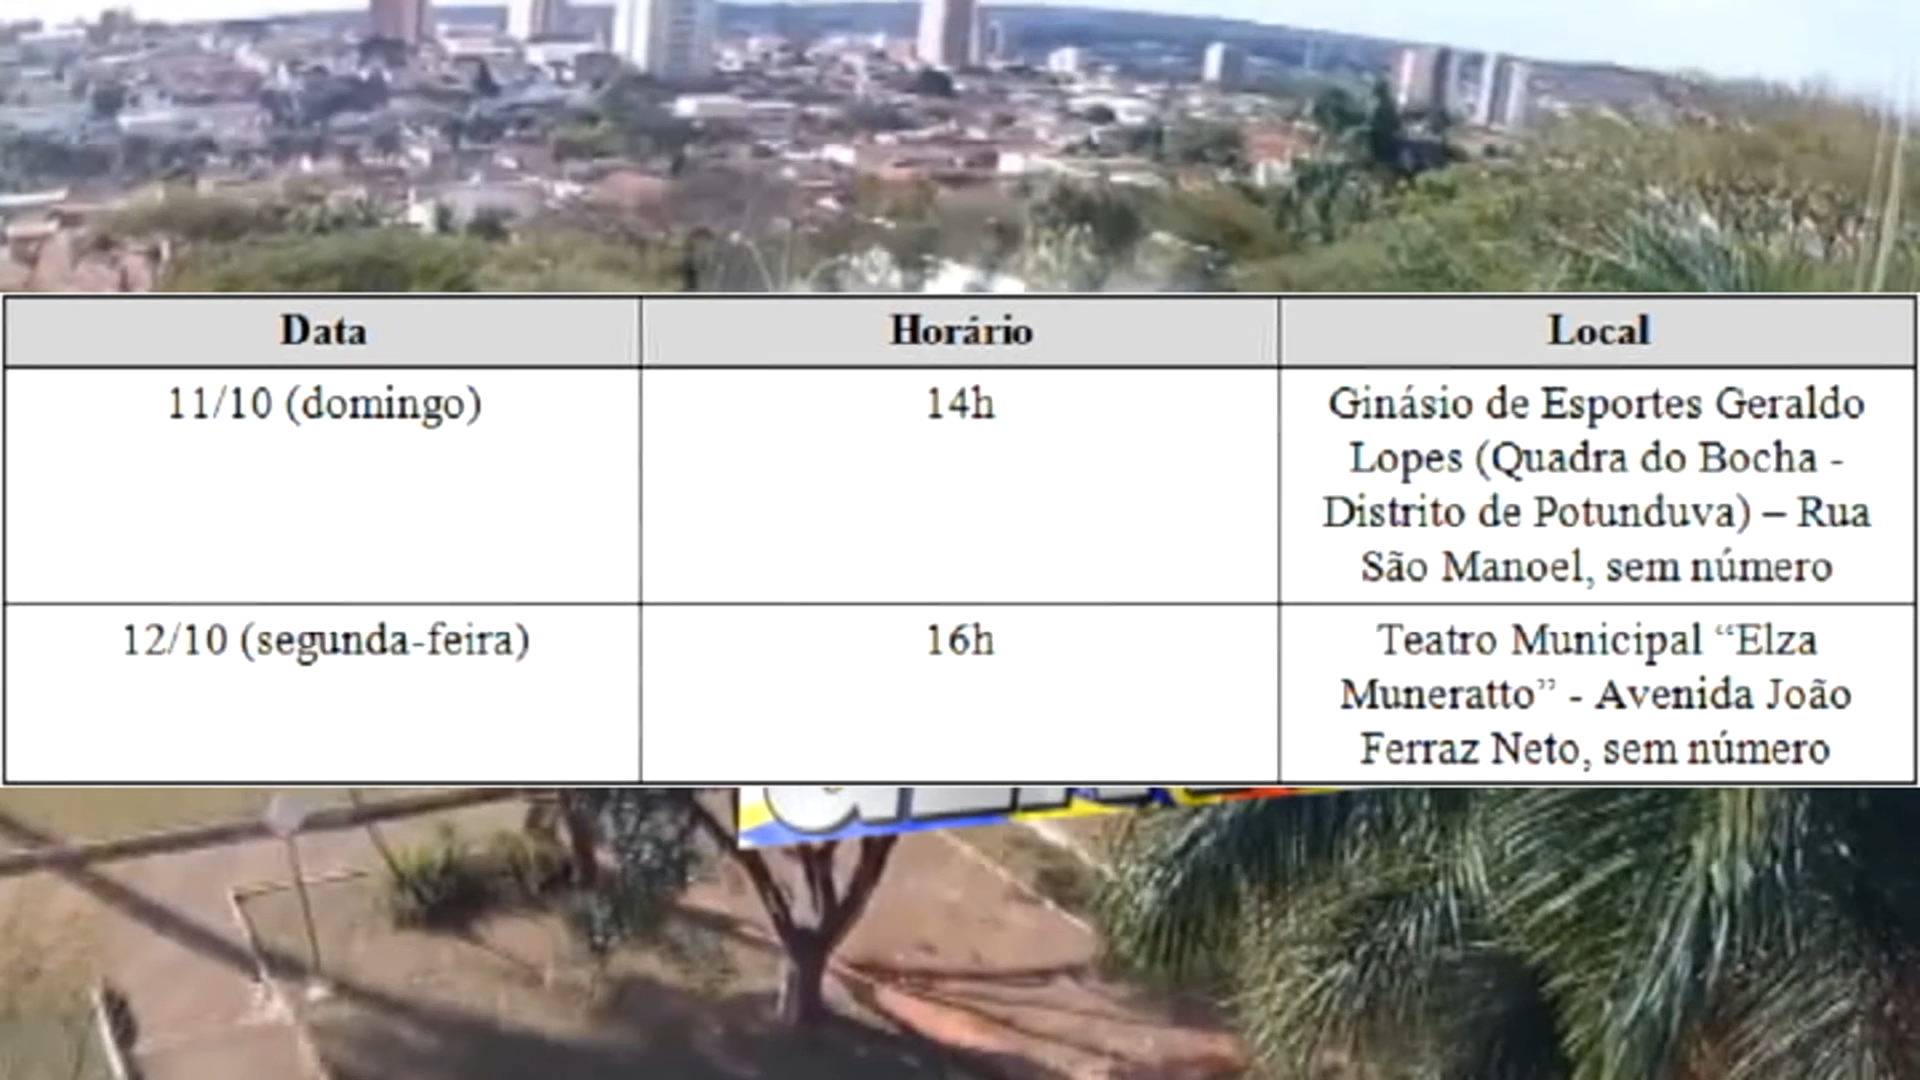 Data Horário Local
11/10 (domingo) 14h Ginásio de Esportes Geraldo
Lopes (Quadra do Bocha -
Distrito de Potunduva) – Rua
São Manoel, sem número
12/10 (segunda-feira) 16h Teatro Municipal “Elza
Muneratto” - Avenida João
Ferraz Neto, sem número